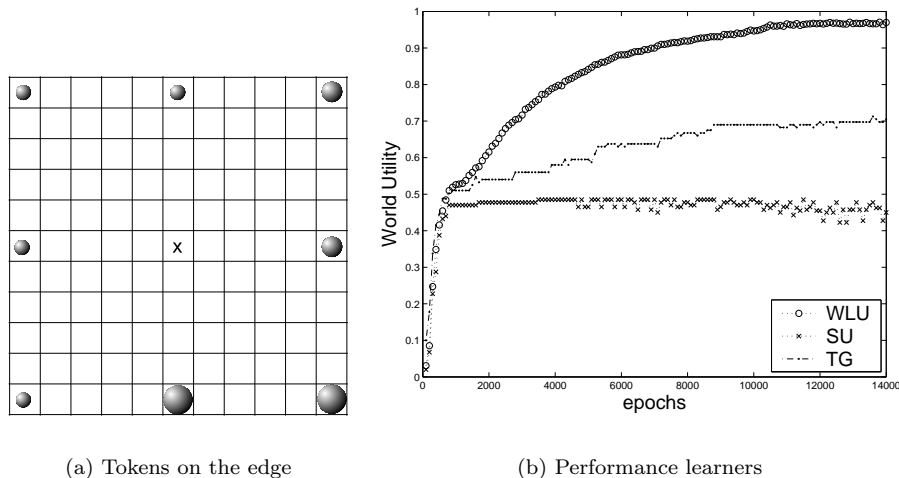 x
1
0.9
0.8
0.7
0.6
0.5
0.4
0.3
0.2
0.1
0
World Utility
WLU
SU
TG
0 2000 4000 6000 8000 10000 12000 14000
epochs
(a) Tokens on the edge
(b) Performance learners